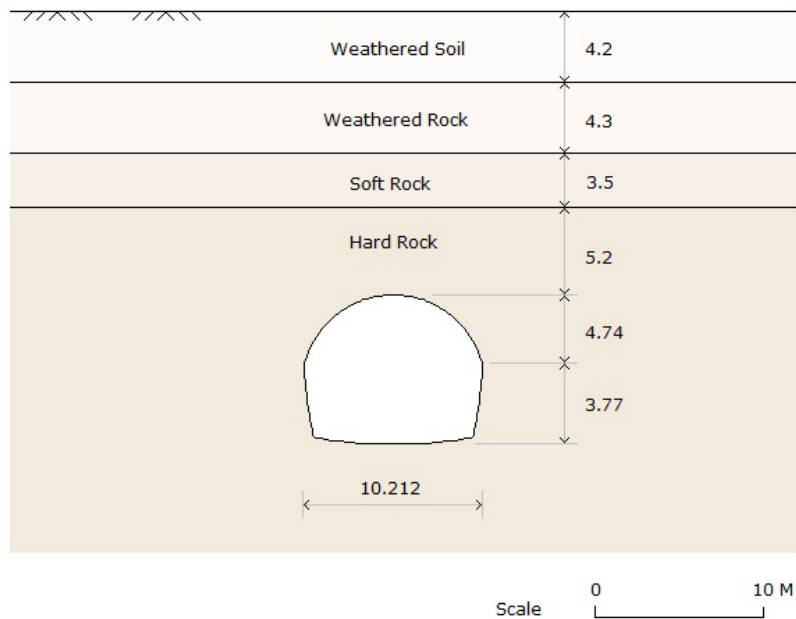 Weathered Soil 4.2
Weathered Rock 4.3
Soft Rock 3.5
Hard Rock
5.2
4.74
3.77
10.212
0 10 M
Scale